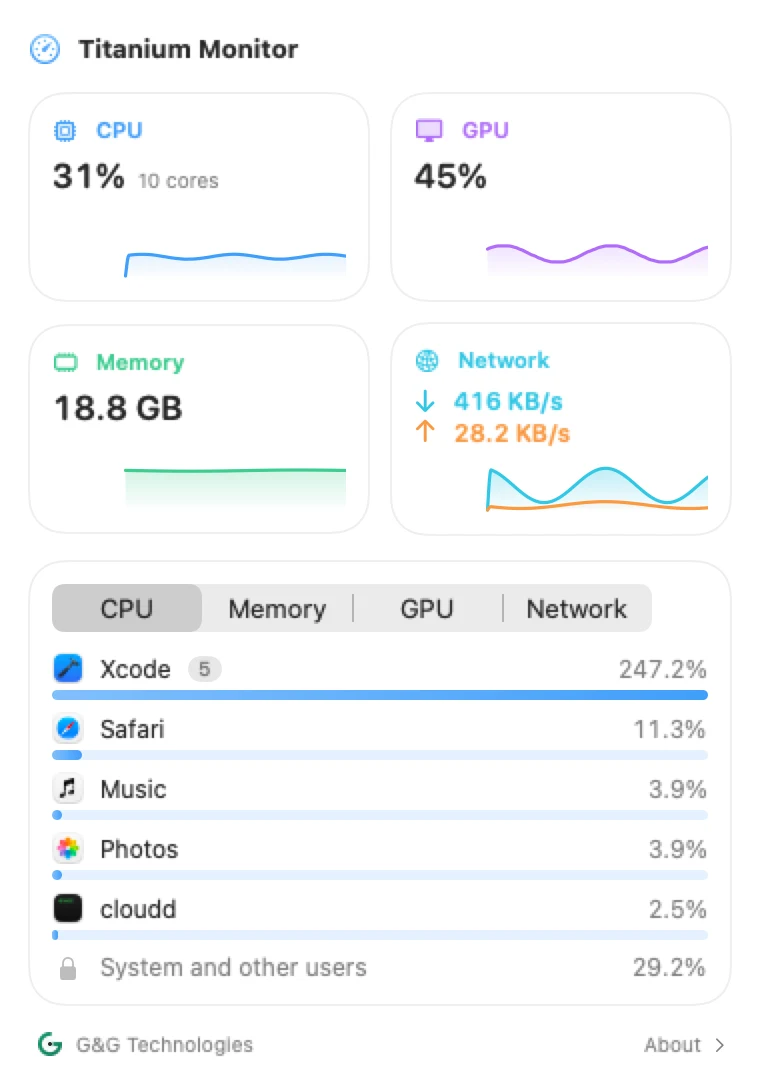 Titanium Monitor
CPU
31% 10 cores
GPU
45%
Memory
18.8 GB
Network
↓ 416 KB/s
↑ 28.2 KB/s
CPU Memory GPU Network
Xcode 5 247.2%
Safari 11.3%
Music 3.9%
Photos 3.9%
cloudd 2.5%
System and other users 29.2%
G&G Technologies About >